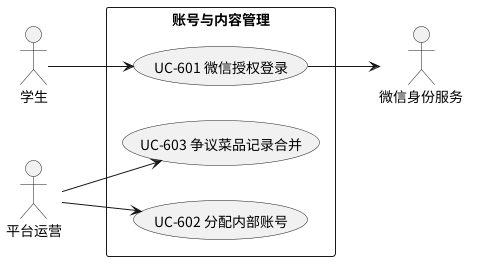 账号与内容管理
UC-601 微信授权登录
学生
微信身份服务
UC-603 争议菜品记录合并
平台运营
UC-602 分配内部账号